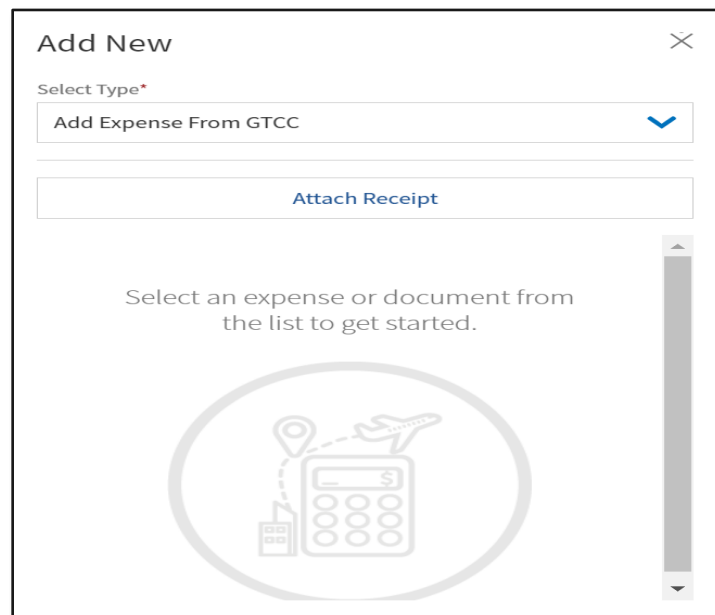 Add New
Select Type*
Add Expense From GTCC
Attach Receipt
Select an expense or document from
the list to get started.
$